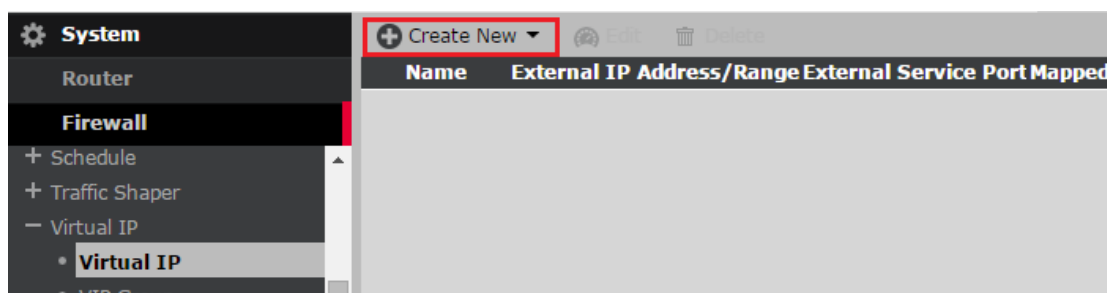 System
Router
Firewall
+ Schedule
+ Traffic Shaper
− Virtual IP
• Virtual IP
Create New Edit Delete
Name External IP Address/Range External Service Port Mapped